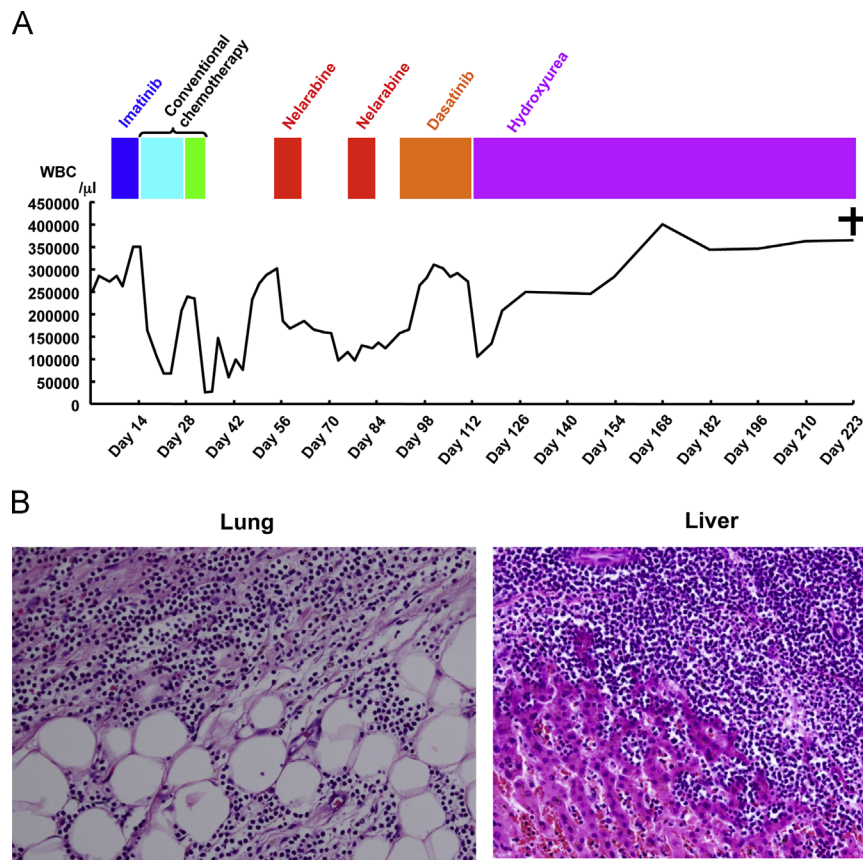 A
Imatinib
Conventional
chemotherapy
Nelarabine
Nelarabine
Dasatinib
Hydroxyurea
WBC
/μl
450000
400000
350000
300000
250000
200000
150000
100000
50000
0
Day 14
Day 28
Day 42
Day 56
Day 70
Day 84
Day 98
Day 112
Day 126
Day 140
Day 154
Day 168
Day 182
Day 196
Day 210
Day 223
B
Lung
Liver